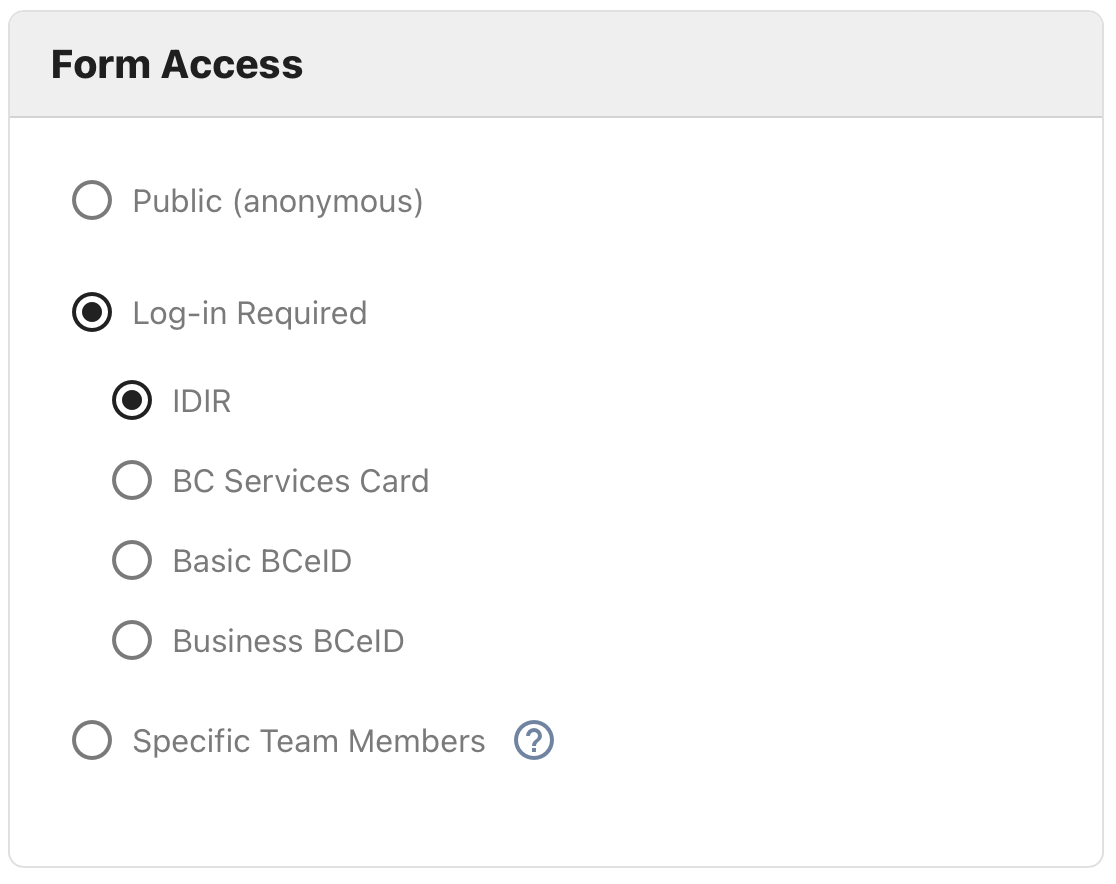 Form Access
Public (anonymous)
Log-in Required
IDIR
BC Services Card
Basic BCeID
Business BCeID
Specific Team Members ?